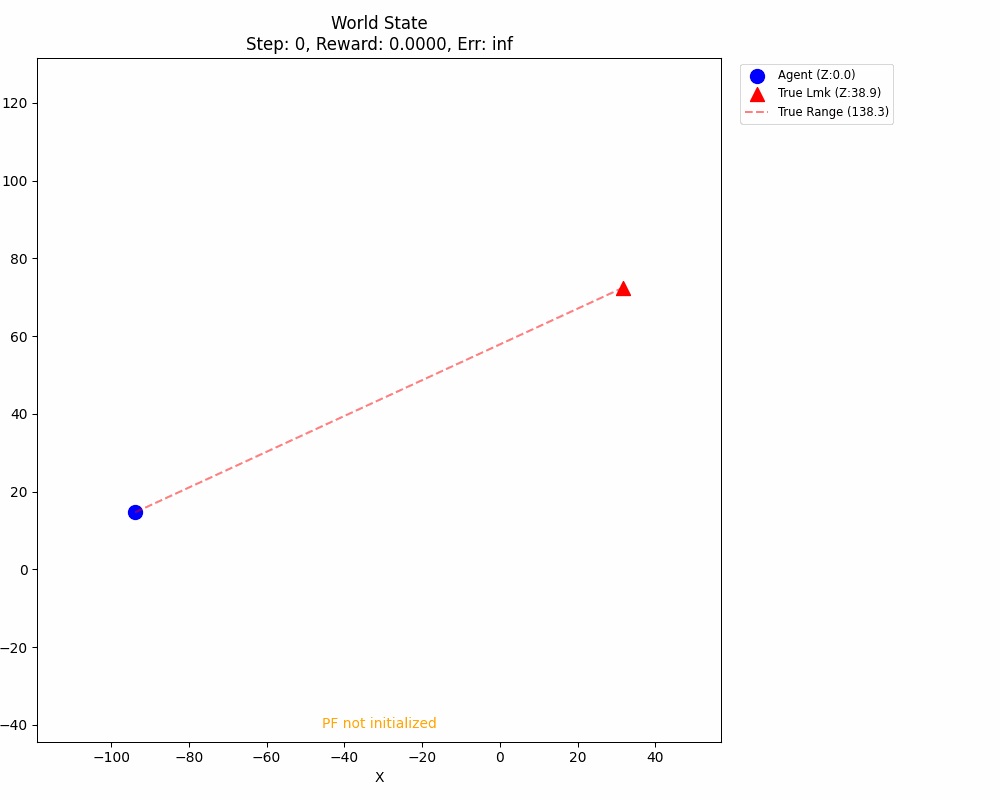 World State
Step: 0, Reward: 0.0000, Err: inf
Agent (Z:0.0)
True Lmk (Z:38.9)
True Range (138.3)
120
100
80
60
40
20
0
−20
−40
PF not initialized
−100 −80 −60 −40 −20 0 20 40
X